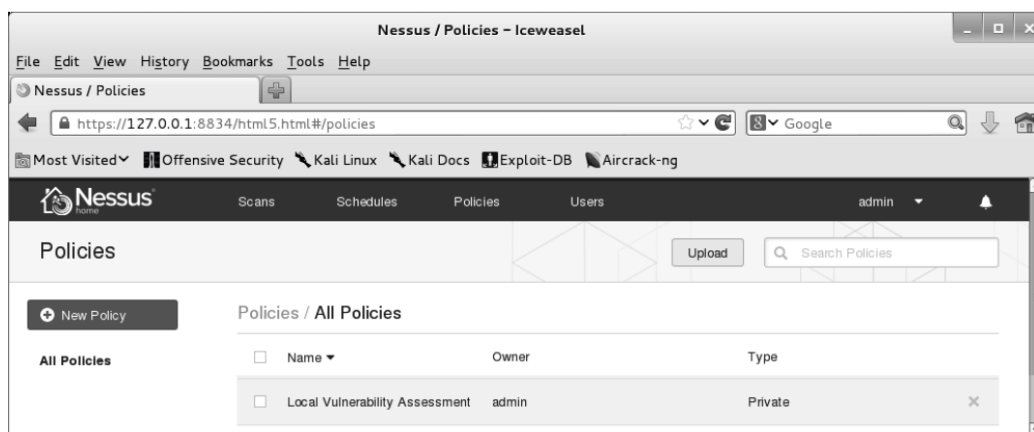 Nessus / Policies – Iceweasel
File Edit View History Bookmarks Tools Help
Nessus / Policies
https://127.0.0.1:8834/html5.html#/policies
Google
Most Visited Offensive Security Kali Linux Kali Docs Exploit-DB Aircrack-ng
Nessus
home
Scans Schedules Policies Users admin
Policies Upload Search Policies
New Policy Policies / All Policies
All Policies Name Owner Type
Local Vulnerability Assessment admin Private